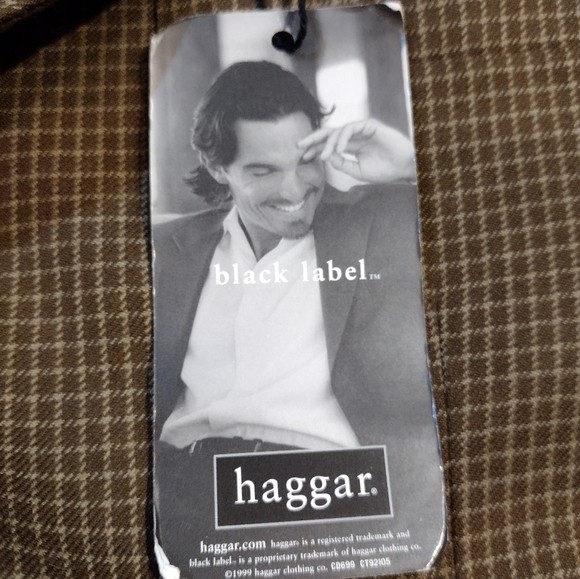 black label™
haggar®
haggar.com haggar® is a registered trademark and
black label™ is a proprietary trademark of haggar clothing co.
©1999 haggar clothing co. CD699 CT92105